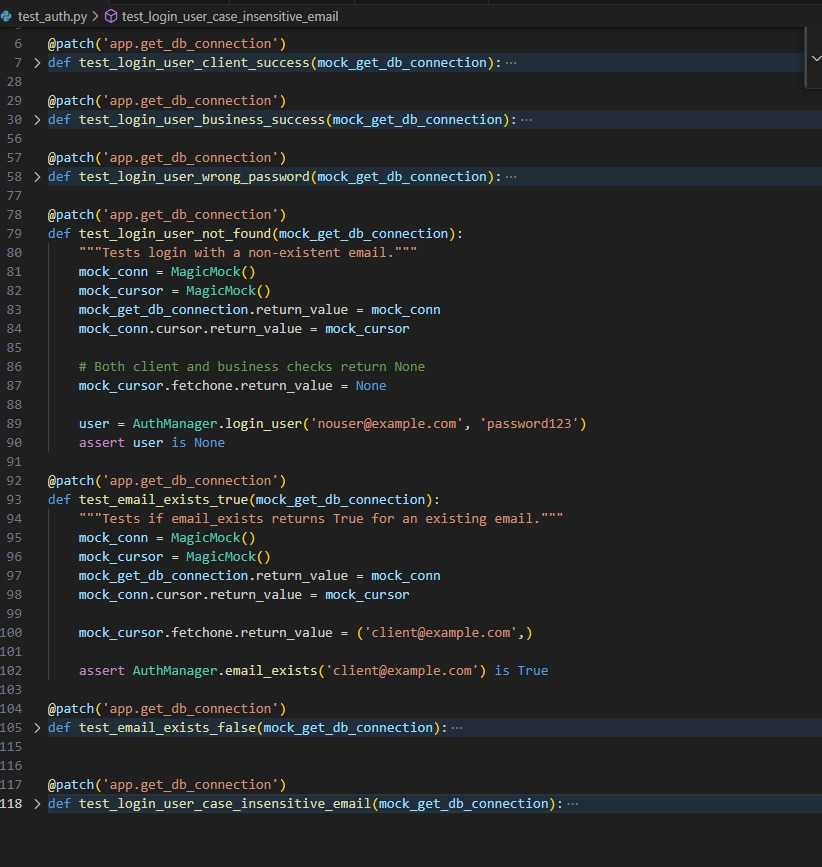 test_auth.py > test_login_user_case_insensitive_email
6 @patch('app.get_db_connection')
7 > def test_login_user_client_success(mock_get_db_connection): ···
28
29 @patch('app.get_db_connection')
30 > def test_login_user_business_success(mock_get_db_connection): ···
56
57 @patch('app.get_db_connection')
58 > def test_login_user_wrong_password(mock_get_db_connection): ···
77
78 @patch('app.get_db_connection')
79 def test_login_user_not_found(mock_get_db_connection):
80 """Tests login with a non-existent email."""
81 mock_conn = MagicMock()
82 mock_cursor = MagicMock()
83 mock_get_db_connection.return_value = mock_conn
84 mock_conn.cursor.return_value = mock_cursor
85
86 # Both client and business checks return None
87 mock_cursor.fetchone.return_value = None
88
89 user = AuthManager.login_user('nouser@example.com', 'password123')
90 assert user is None
91
92 @patch('app.get_db_connection')
93 def test_email_exists_true(mock_get_db_connection):
94 """Tests if email_exists returns True for an existing email."""
95 mock_conn = MagicMock()
96 mock_cursor = MagicMock()
97 mock_get_db_connection.return_value = mock_conn
98 mock_conn.cursor.return_value = mock_cursor
99
100 mock_cursor.fetchone.return_value = ('client@example.com',)
101
102 assert AuthManager.email_exists('client@example.com') is True
103
104 @patch('app.get_db_connection')
105 > def test_email_exists_false(mock_get_db_connection): ···
115
116
117 @patch('app.get_db_connection')
118 > def test_login_user_case_insensitive_email(mock_get_db_connection): ···